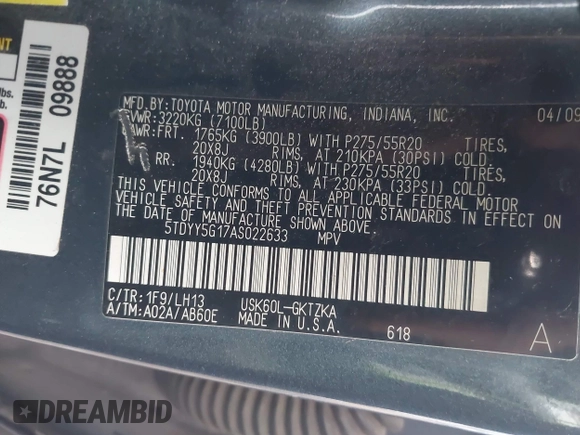 NT
lbs.
b.
76N7L 09888
MFD.BY:TOYOTA MOTOR MANUFACTURING, INDIANA, INC. 04/09
GVWR:3220KG (7100LB)
FRT. 1765KG (3900LB) WITH P275/55R20 TIRES,
20X8J RIMS, AT 210KPA (30PSI) COLD.
RR. 1940KG (4280LB) WITH P275/55R20 TIRES,
20X8J RIMS, AT 230KPA (33PSI) COLD.
THIS VEHICLE CONFORMS TO ALL APPLICABLE FEDERAL MOTOR
VEHICLE SAFETY AND THEFT PREVENTION STANDARDS IN EFFECT ON
THE DATE OF MANUFACTURE SHOWN ABOVE.
5TDYY5G17AS022633 MPV
C/TR:1F9/LH13 USK60L-GKTZKA
A/TM:A02A/AB60E MADE IN U.S.A.
618 A
DREAMBID